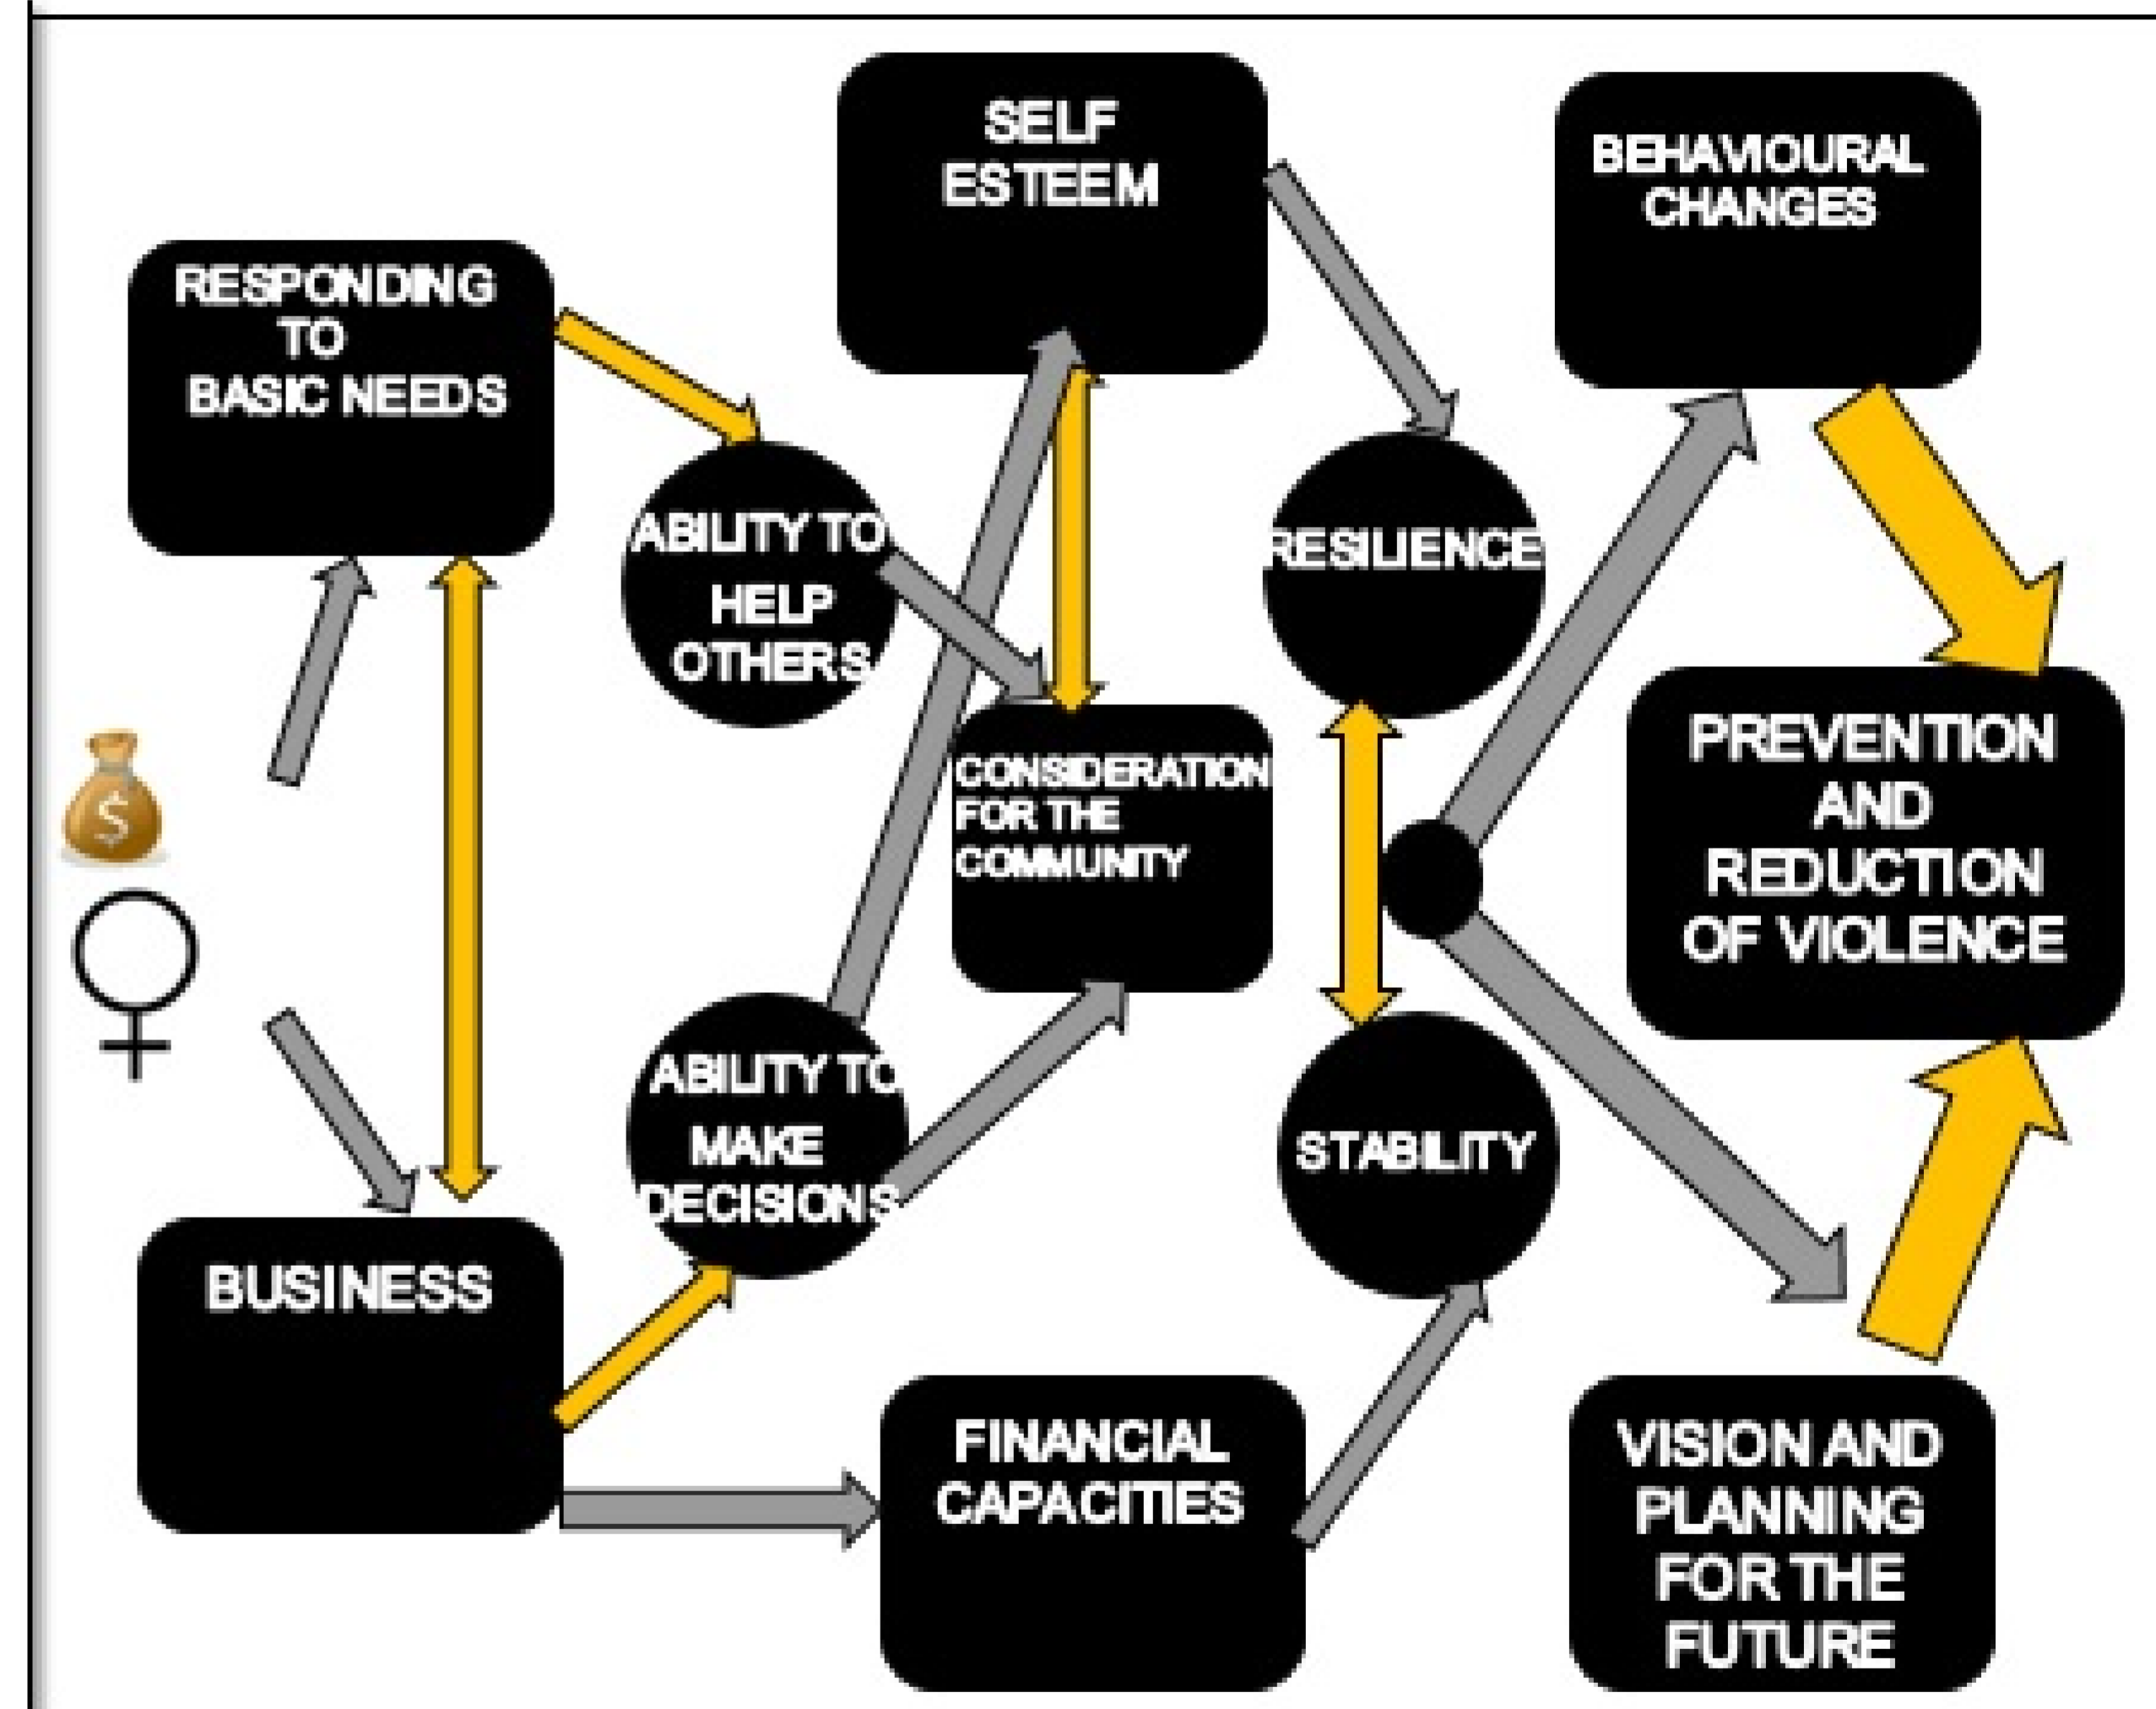 SELF
ESTEEM
BEHAVIOURAL
CHANGES
RESPONDING
TO
BASIC NEEDS
ABILITY TO
HELP
OTHERS
RESILIENCE
$
CONSIDERATION
FOR THE
COMMUNITY
PREVENTION
AND
REDUCTION
OF VIOLENCE
ABILITY TO
MAKE
DECISIONS
STABILITY
BUSINESS
FINANCIAL
CAPACITIES
VISION AND
PLANNING
FOR THE
FUTURE